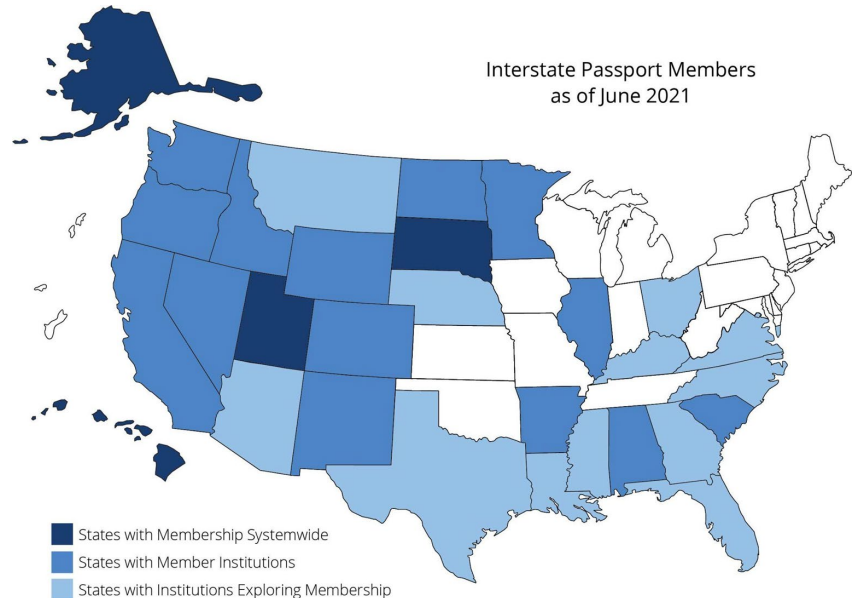 Interstate Passport Members
as of June 2021
States with Membership Systemwide
States with Member Institutions
States with Institutions Exploring Membership